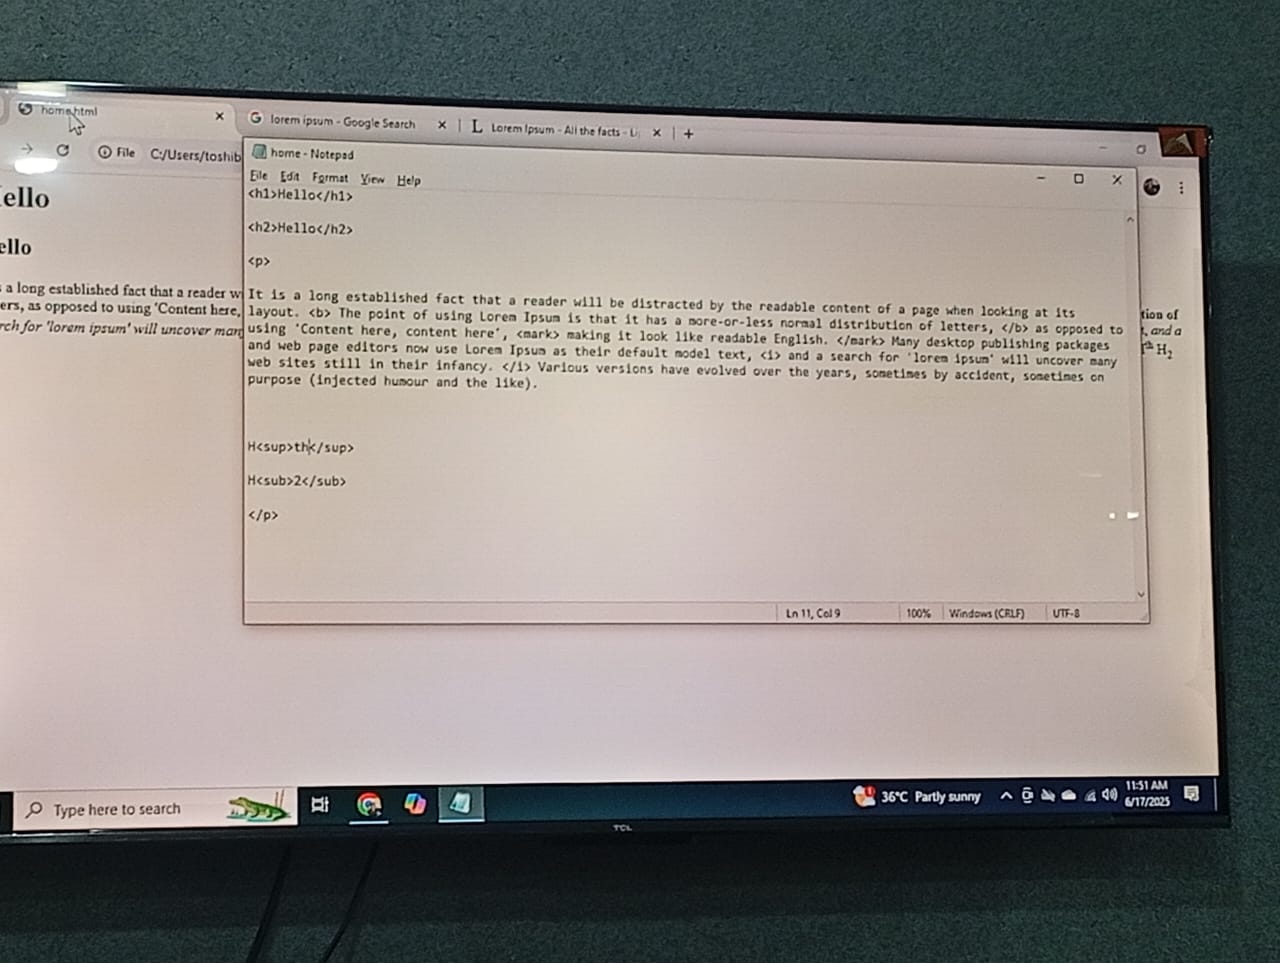 home.html
lorem ipsum - Google Search
Lorem Ipsum - All the facts - Li
File C:/Users/toshib
home - Notepad
File Edit Format View Help
<h1>Hello</h1>
<h2>Hello</h2>
<p>
It is a long established fact that a reader will be distracted by the readable content of a page when looking at its
layout. <b> The point of using Lorem Ipsum is that it has a more-or-less normal distribution of letters, </b> as opposed to
using 'Content here, content here', <mark> making it look like readable English. </mark> Many desktop publishing packages
and web page editors now use Lorem Ipsum as their default model text, <i> and a search for 'lorem ipsum' will uncover many
web sites still in their infancy. </i> Various versions have evolved over the years, sometimes by accident, sometimes on
purpose (injected humour and the like).
H<sup>th</sup>
H<sub>2</sub>
</p>
Ln 11, Col 9 100% Windows (CRLF) UTF-8
ello
ello
a long established fact that a reader w
ers, as opposed to using 'Content here,
rch for 'lorem ipsum' will uncover man
tion of
, and a
th H2
Type here to search
36°C Partly sunny
11:51 AM
6/17/2025
TCL